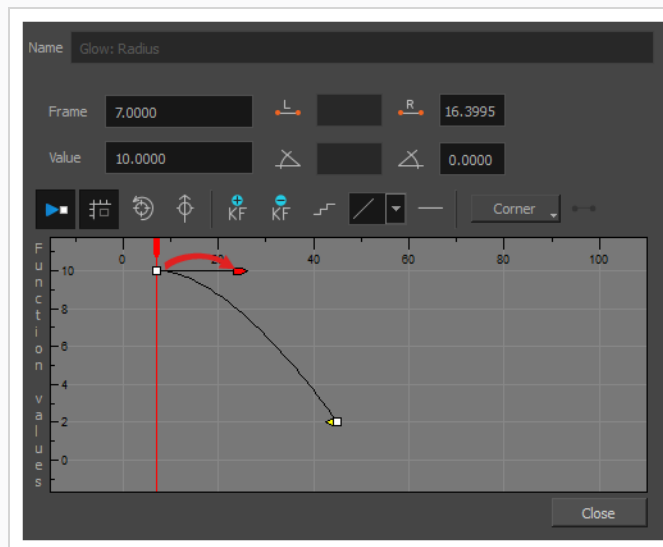 Name Glow: Radius
Frame 7.0000 L R 16.3995
Value 10.0000 0.0000
KF KF Corner
Function values
0 20 40 60 80 100
10
8
6
4
2
0
Close